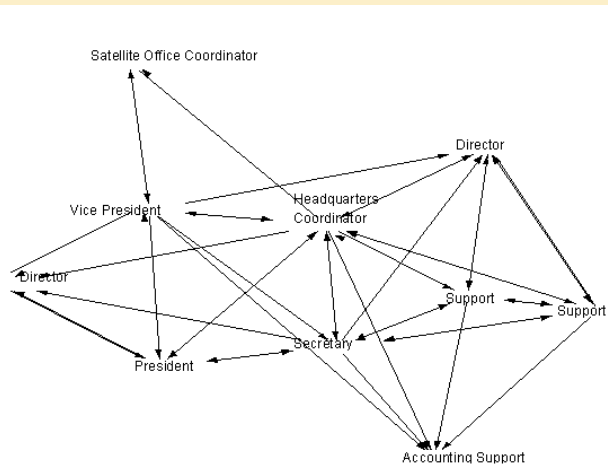 Satellite Office Coordinator
Director
Headquarters
Coordinator
Vice President
Director
Support
Support
Secretary
President
Accounting Support